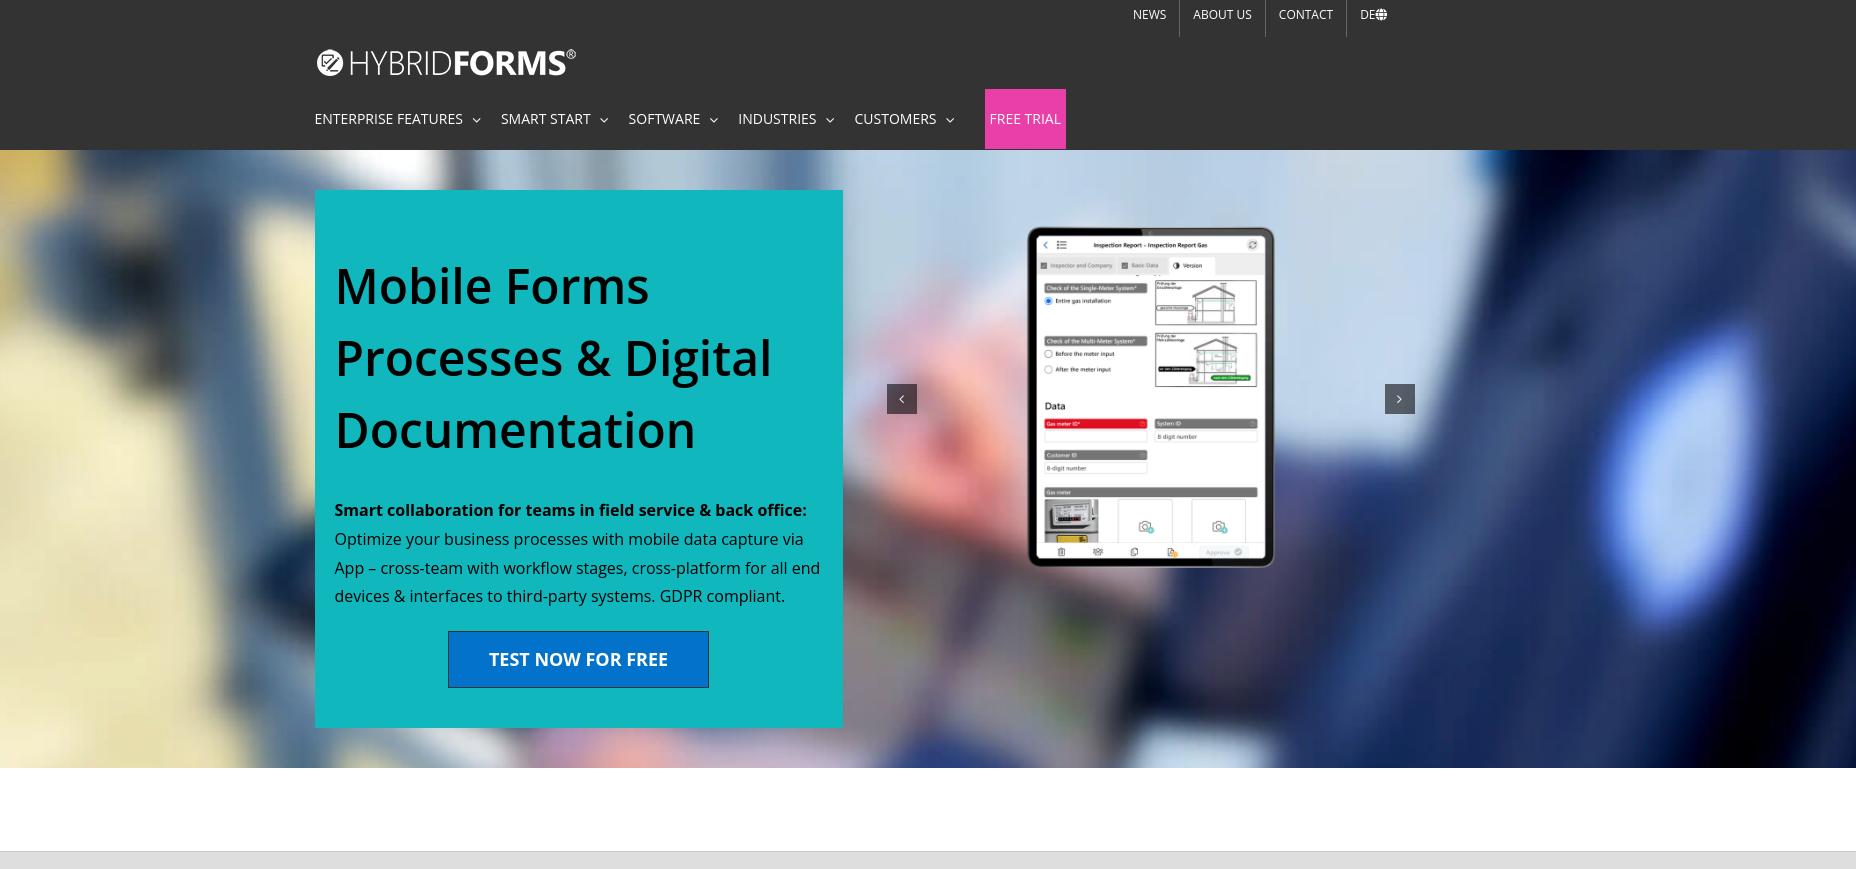 NEWS
ABOUT US
CONTACT
DE
HYBRIDFORMS®
ENTERPRISE FEATURES
SMART START
SOFTWARE
INDUSTRIES
CUSTOMERS
FREE TRIAL
Mobile Forms
Processes & Digital
Documentation
Smart collaboration for teams in field service & back office:
Optimize your business processes with mobile data capture via
App – cross-team with workflow stages, cross-platform for all end
devices & interfaces to third-party systems. GDPR compliant.
TEST NOW FOR FREE
Inspection Report - Inspection Report Gas
Inspector and Company
Basic Data
Version
Check of the Single-Meter System*
Entire gas installation
Check of the Multi-Meter System*
Before the meter input
After the meter input
Data
Gas meter ID*
System ID
8 digit number
Customer ID
8-digit number
Gas meter
Approve